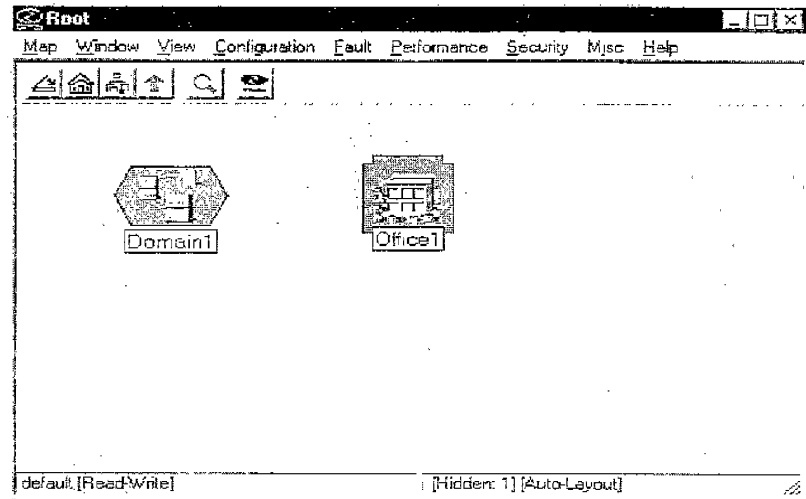 Root
Map Window View Configuration Fault Performance Security Misc Help
Domain1 Office1
default [Read-Write] [Hidden: 1] [Auto-Layout]